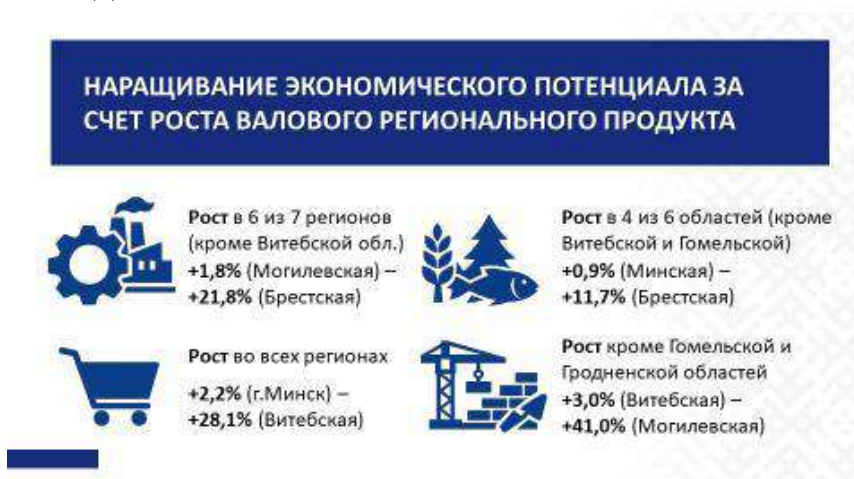 НАРАЩИВАНИЕ ЭКОНОМИЧЕСКОГО ПОТЕНЦИАЛА ЗА
СЧЕТ РОСТА ВАЛОВОГО РЕГИОНАЛЬНОГО ПРОДУКТА
Рост в 6 из 7 регионов
(кроме Витебской обл.)
+1,8% (Могилевская) –
+21,8% (Брестская)
Рост в 4 из 6 областей (кроме
Витебской и Гомельской)
+0,9% (Минская) –
+11,7% (Брестская)
Рост во всех регионах
+2,2% (г.Минск) –
+28,1% (Витебская)
Рост кроме Гомельской и
Гродненской областей
+3,0% (Витебская) –
+41,0% (Могилевская)